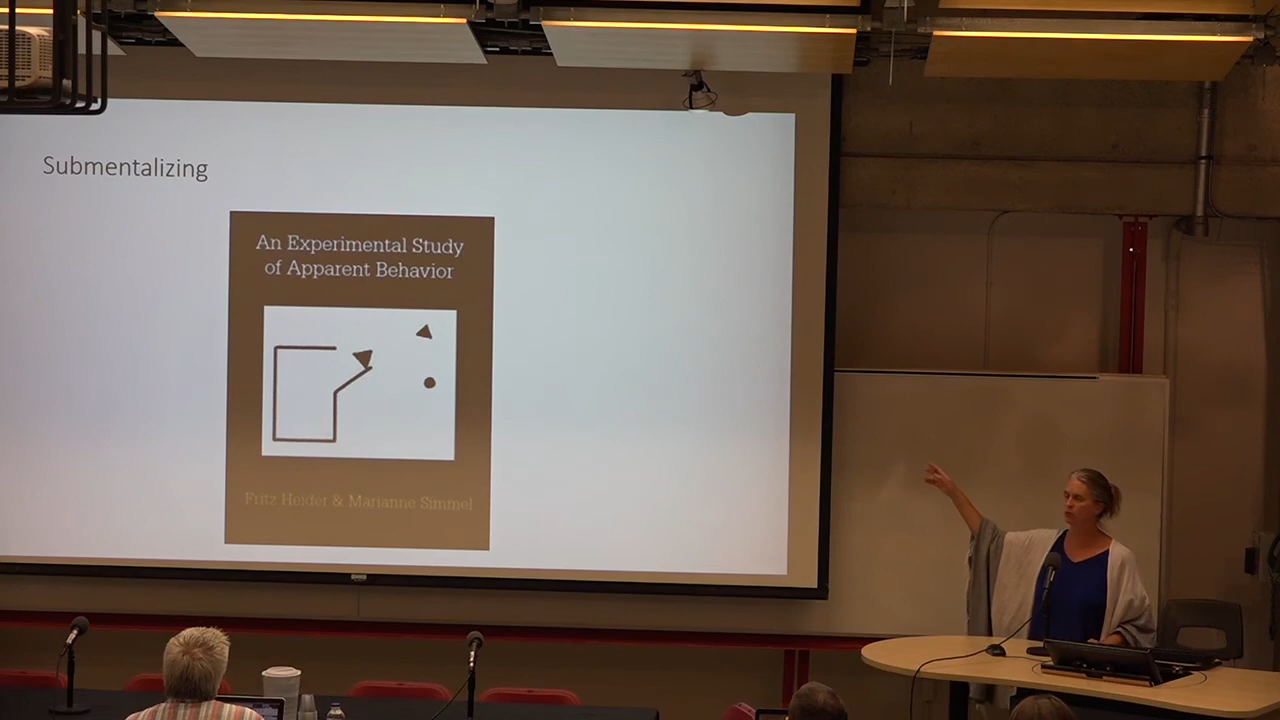 Submentalizing
An Experimental Study
of Apparent Behavior
Fritz Heider & Marianne Simmel